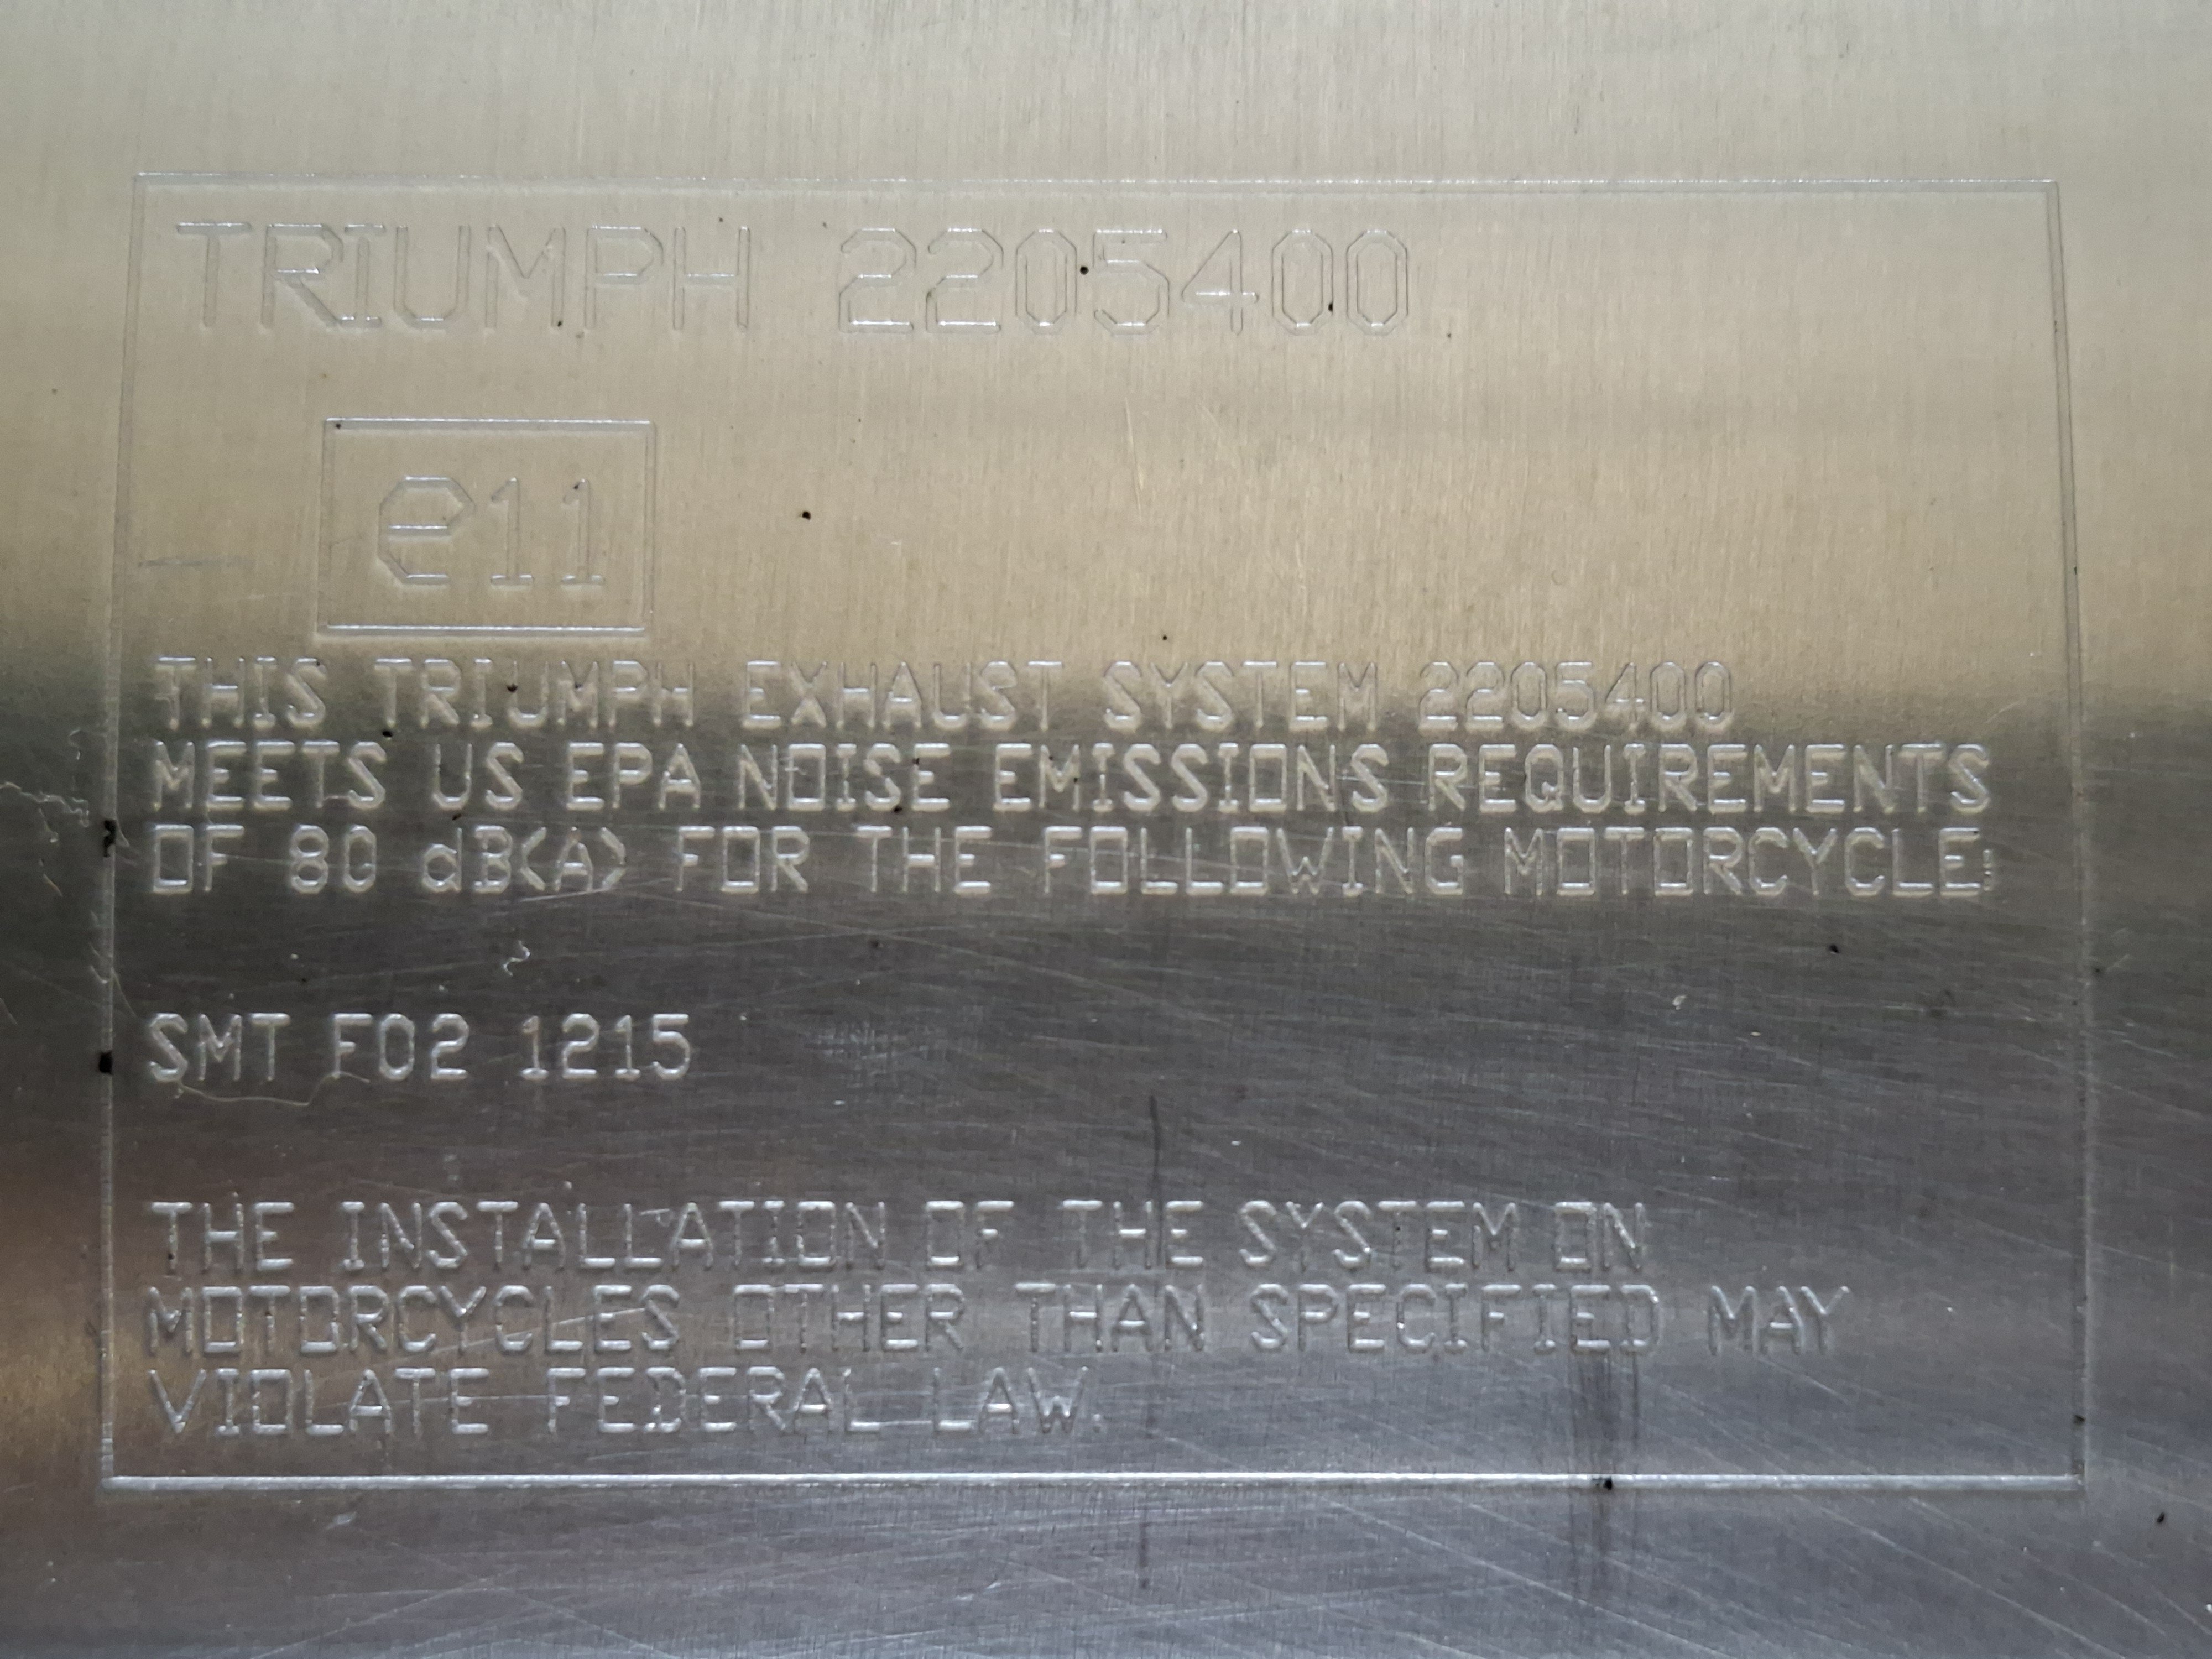 TRIUMPH 2205400
e11
THIS TRIUMPH EXHAUST SYSTEM 2205400
MEETS US EPA NOISE EMISSIONS REQUIREMENTS
OF 80 dB(A) FOR THE FOLLOWING MOTORCYCLE:
SMT F02 1215
THE INSTALLATION OF THE SYSTEM ON
MOTORCYCLES OTHER THAN SPECIFIED MAY
VIOLATE FEDERAL LAW.